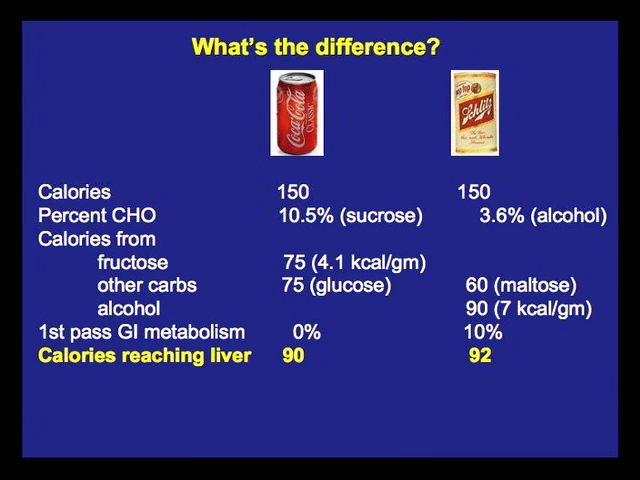 What's the difference?
Coca-Cola
CLASSIC
Schlitz
Calories 150 150
Percent CHO 10.5% (sucrose) 3.6% (alcohol)
Calories from
fructose 75 (4.1 kcal/gm)
other carbs 75 (glucose) 60 (maltose)
alcohol 90 (7 kcal/gm)
1st pass GI metabolism 0% 10%
Calories reaching liver 90 92